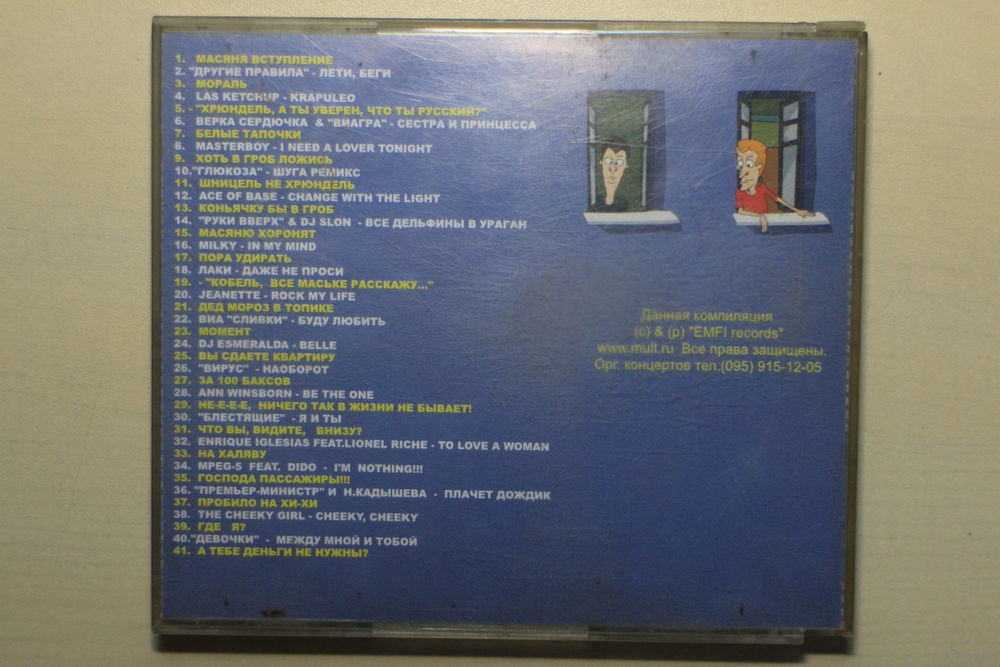 1. МАСЯНЯ ВСТУПЛЕНИЕ
2. "ДРУГИЕ ПРАВИЛА" - ЛЕТИ, БЕГИ
3. МОРАЛЬ
4. LAS KETCHUP - KRAPULEO
5. - "ХРЮНДЕЛЬ, А ТЫ УВЕРЕН, ЧТО ТЫ РУССКИЙ?"
6. ВЕРКА СЕРДЮЧКА & "ВИАГРА" - СЕСТРА И ПРИНЦЕССА
7. БЕЛЫЕ ТАПОЧКИ
8. MASTERBOY - I NEED A LOVER TONIGHT
9. ХОТЬ В ГРОБ ЛОЖИСЬ
10."ГЛЮКОЗА" - ШУГА РЕМИКС
11. ШНИЦЕЛЬ НЕ ХРЮНДЕЛЬ
12. ACE OF BASE - CHANGE WITH THE LIGHT
13. КОНЬЯЧКУ БЫ В ГРОБ
14. "РУКИ ВВЕРХ" & DJ SLON - ВСЕ ДЕЛЬФИНЫ В УРАГАН
15. МАСЯНЮ ХОРОНЯТ
16. MILKY - IN MY MIND
17. ПОРА УДИРАТЬ
18. ЛАКИ - ДАЖЕ НЕ ПРОСИ
19. - "КОБЕЛЬ, ВСЕ МАСЬКЕ РАССКАЖУ..."
20. JEANETTE - ROCK MY LIFE
21. ДЕД МОРОЗ В ТОПИКЕ
22. ВИА "СЛИВКИ" - БУДУ ЛЮБИТЬ
23. МОМЕНТ
24. DJ ESMERALDA - BELLE
25. ВЫ СДАЕТЕ КВАРТИРУ
26. "ВИРУС" - НАОБОРОТ
27. ЗА 100 БАКСОВ
28. ANN WINSBORN - BE THE ONE
29. НЕ-Е-Е-Е, НИЧЕГО ТАК В ЖИЗНИ НЕ БЫВАЕТ!
30. "БЛЕСТЯЩИЕ" - Я И ТЫ
31. ЧТО ВЫ, ВИДИТЕ, ВНИЗУ?
32. ENRIQUE IGLESIAS FEAT.LIONEL RICHE - TO LOVE A WOMAN
33. НА ХАЛЯВУ
34. MPEG-5 FEAT. DIDO - I'M NOTHING!!!
35. ГОСПОДА ПАССАЖИРЫ!!!
36. "ПРЕМЬЕР-МИНИСТР" И Н.КАДЫШЕВА - ПЛАЧЕТ ДОЖДИК
37. ПРОБИЛО НА ХИ-ХИ
38. THE CHEEKY GIRL - CHEEKY, CHEEKY
39. ГДЕ Я?
40."ДЕВОЧКИ" - МЕЖДУ МНОЙ И ТОБОЙ
41. А ТЕБЕ ДЕНЬГИ НЕ НУЖНЫ?
Данная компиляция
(c) & (p) "EMFI records"
www.mult.ru Все права защищены.
Орг. концертов тел.(095) 915-12-05